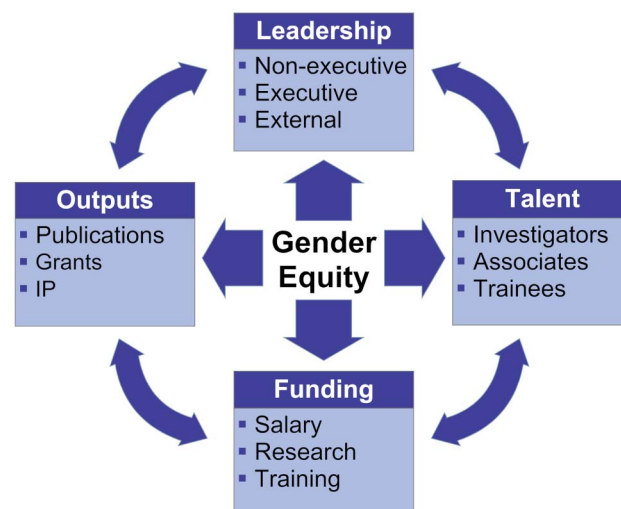 Leadership
▪ Non-executive
▪ Executive
▪ External
Outputs
▪ Publications
▪ Grants
▪ IP
Gender
Equity
Talent
▪ Investigators
▪ Associates
▪ Trainees
Funding
▪ Salary
▪ Research
▪ Training